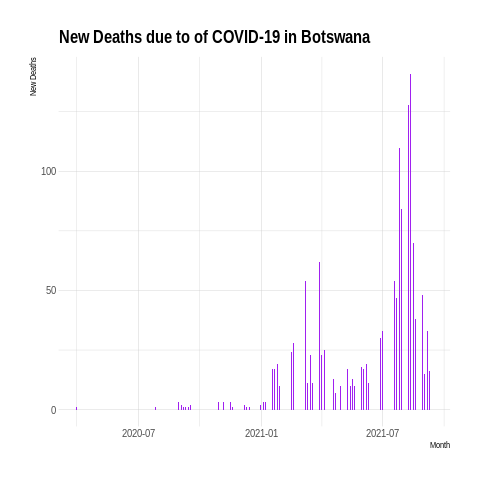 New Deaths due to of COVID-19 in Botswana
New Deaths
100
50
0
2020-07 2021-01 2021-07
Month